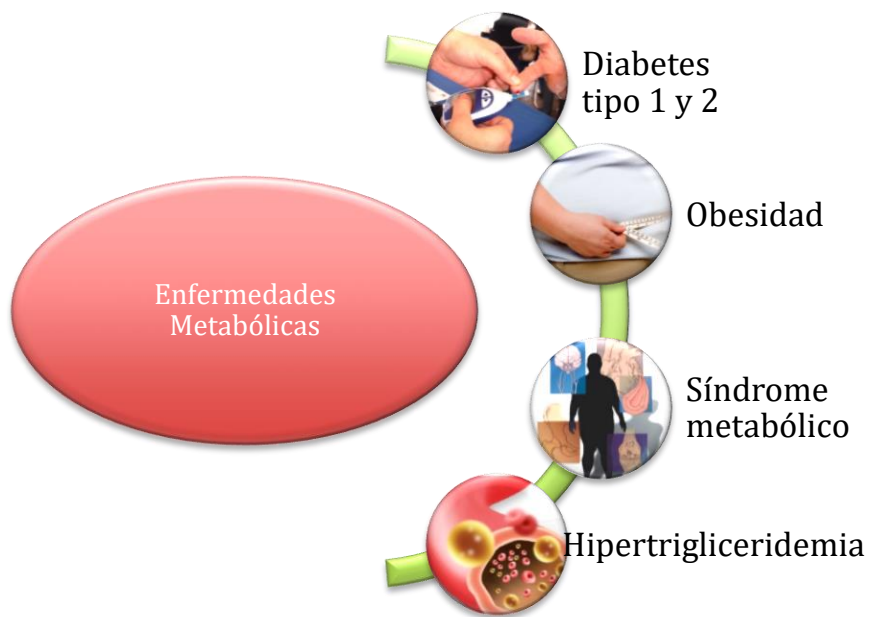 Diabetes
tipo 1 y 2
Obesidad
Enfermedades
Metabólicas
Síndrome
metabólico
Hipertrigliceridemia